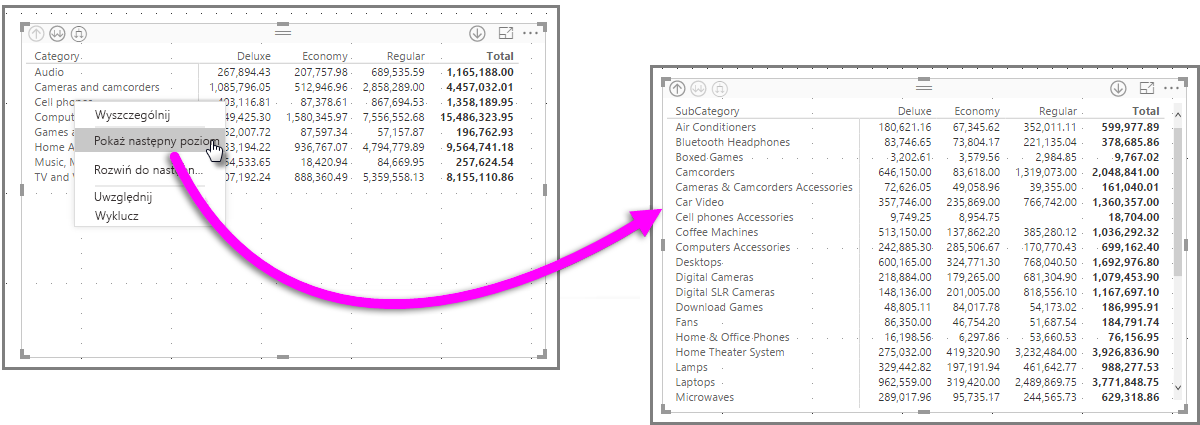 Category Deluxe Economy Regular Total
Audio 267,894.43 207,757.98 689,535.59 1,165,188.00
Cameras and camcorders 1,085,796.05 512,946.96 2,858,289.00 4,457,032.01
Cell phones 403,116.81 87,378.61 867,694.53 1,358,189.95
Comput 49,425.30 1,580,345.97 7,556,552.68 15,486,323.95
Games a 52,007.72 87,597.34 57,157.87 196,762.93
Home A 33,194.22 936,767.07 4,794,779.89 9,564,741.18
Music, M 54,533.65 18,420.94 84,669.95 257,624.54
TV and V 07,192.24 888,360.49 5,359,558.13 8,155,110.86
Wyszczególnij
Pokaż następny poziom
Rozwiń do następn...
Uwzględnij
Wyklucz
SubCategory Deluxe Economy Regular Total
Air Conditioners 180,621.16 67,345.62 352,011.11 599,977.89
Bluetooth Headphones 83,746.65 73,804.17 221,135.04 378,685.86
Boxed Games 3,202.61 3,579.56 2,984.85 9,767.02
Camcorders 646,150.00 83,618.00 1,319,073.00 2,048,841.00
Cameras & Camcorders Accessories 72,626.05 49,058.96 39,355.00 161,040.01
Car Video 357,746.00 235,869.00 766,742.00 1,360,357.00
Cell phones Accessories 9,749.25 8,954.75 18,704.00
Coffee Machines 513,150.00 137,862.20 385,280.12 1,036,292.32
Computers Accessories 242,885.30 285,506.67 170,770.43 699,162.40
Desktops 600,165.00 324,771.30 768,040.50 1,692,976.80
Digital Cameras 218,884.00 179,265.00 681,304.90 1,079,453.90
Digital SLR Cameras 148,136.00 201,005.00 818,556.10 1,167,697.10
Download Games 48,805.11 84,017.78 54,173.02 186,995.91
Fans 86,350.00 46,754.20 51,687.54 184,791.74
Home & Office Phones 16,198.56 6,297.86 53,660.53 76,156.95
Home Theater System 275,032.00 419,320.90 3,232,484.00 3,926,836.90
Lamps 329,442.82 197,191.94 461,642.77 988,277.53
Laptops 962,559.00 319,420.00 2,489,869.75 3,771,848.75
Microwaves 289,017.96 95,735.17 244,565.73 629,318.86